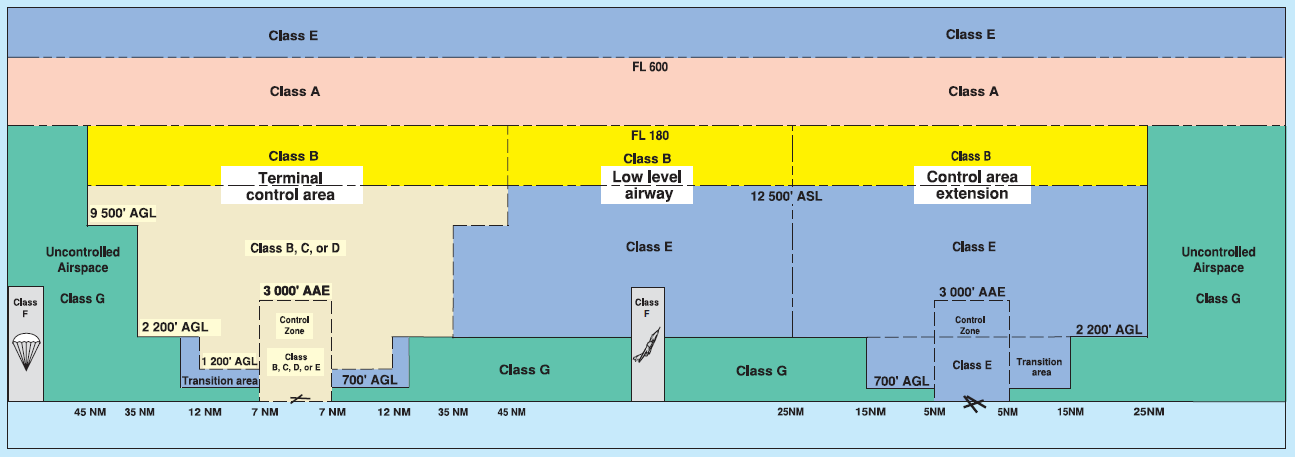 Class E
Class E
FL 600
Class A
Class A
FL 180
Class B
Class B
Class B
Terminal
control area
Low level
airway
Control area
extension
12 500' ASL
9 500' AGL
Uncontrolled
Airspace
Class G
Class B, C, or D
Class E
Class E
Uncontrolled
Airspace
Class G
Class
F
3 000' AAE
Class
F
3 000' AAE
2 200' AGL
Control
Zone
Control
Zone
2 200' AGL
1 200' AGL
Class
B, C, D, or E
Transition area
700' AGL
Class G
Class G
700' AGL
Class E
Transition
area
45 NM
35 NM
12 NM
7 NM
7 NM
12 NM
35 NM
45 NM
25NM
15NM
5NM
5NM
15NM
25NM